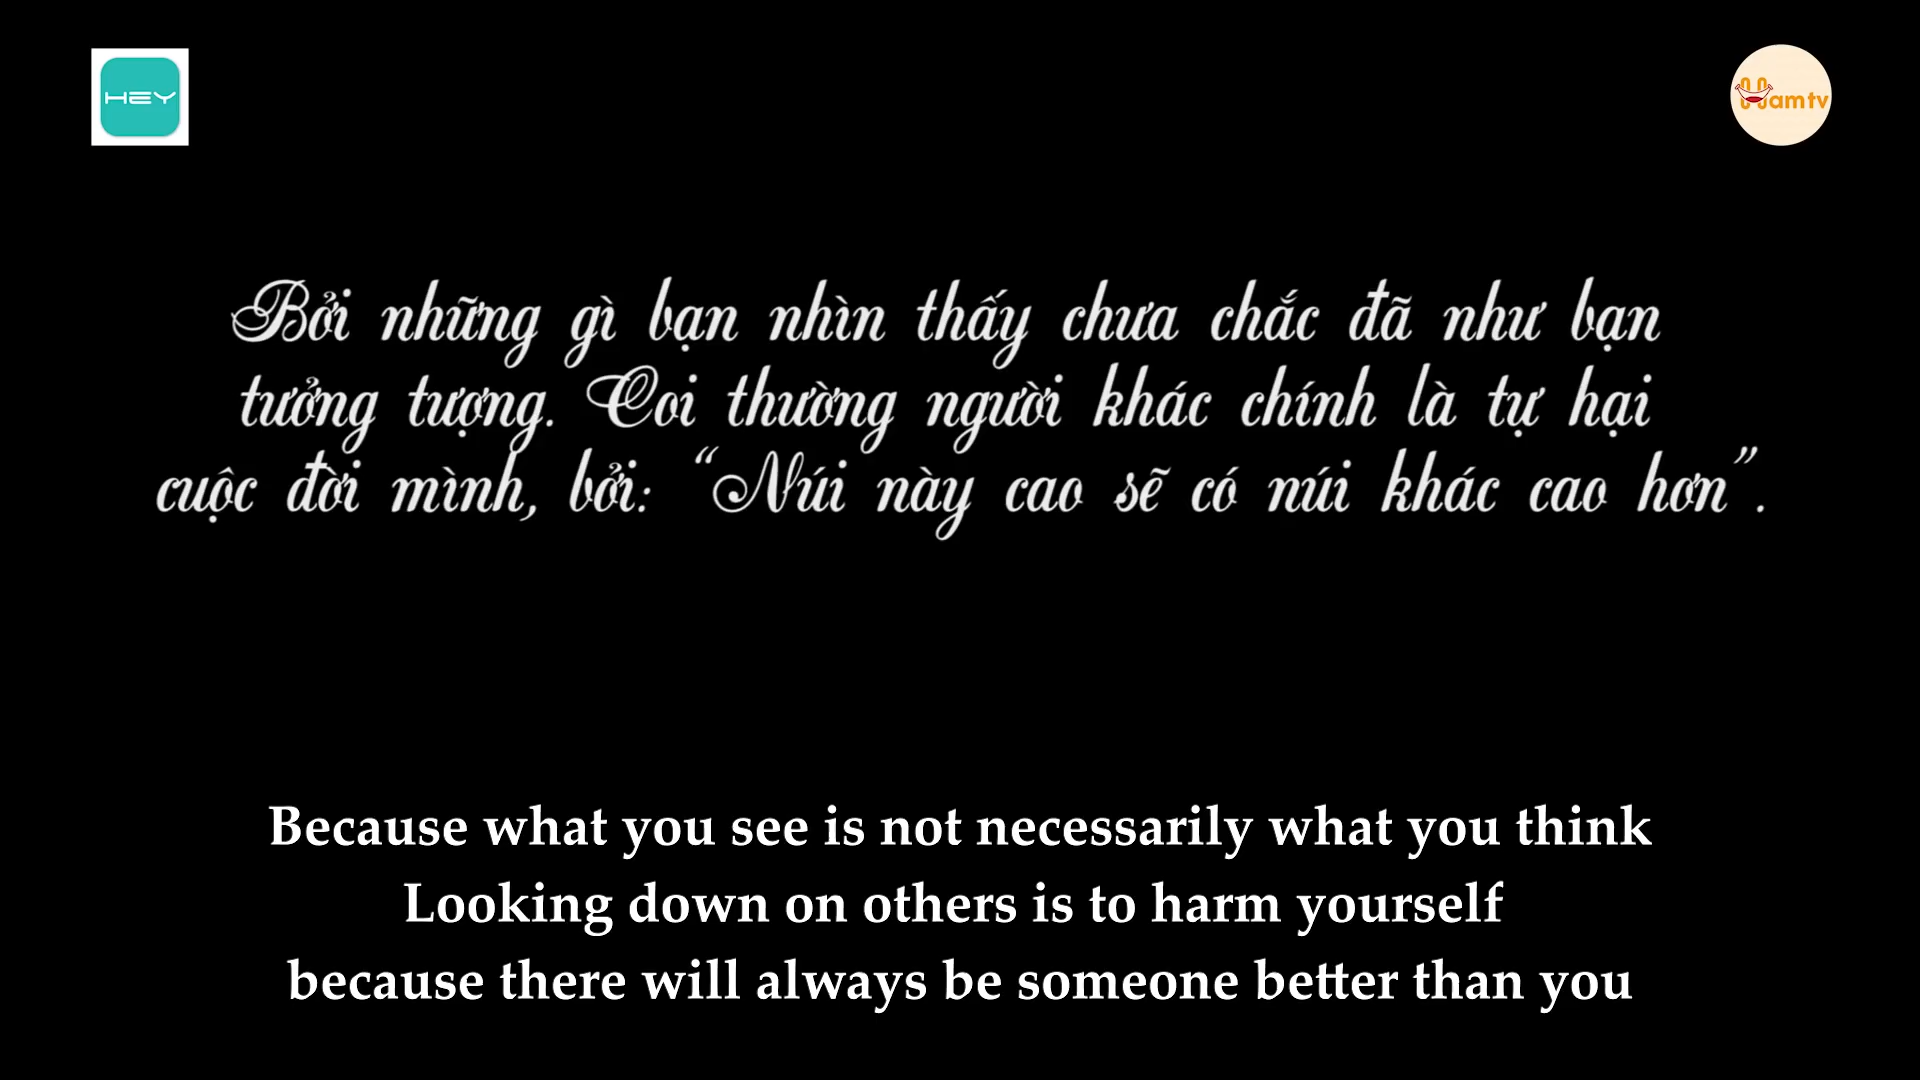 HEY
Hamtv
Bởi những gì bạn nhìn thấy chưa chắc đã như bạn
tưởng tượng. Coi thường người khác chính là tự hại
cuộc đời mình, bởi: “Núi này cao sẽ có núi khác cao hơn”.
Because what you see is not necessarily what you think
Looking down on others is to harm yourself
because there will always be someone better than you